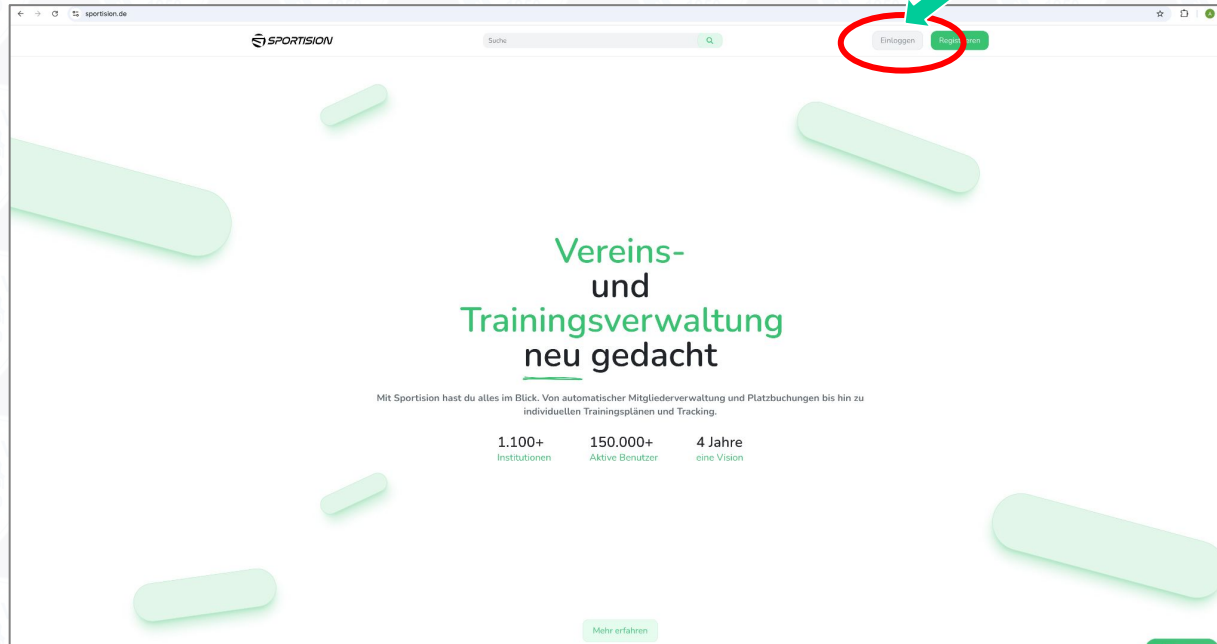 sportision.de
SPORTISION
Suche
Einloggen
Registrieren
Vereins-
und
Trainingsverwaltung
neu gedacht
Mit Sportision hast du alles im Blick. Von automatischer Mitgliederverwaltung und Platzbuchungen bis hin zu
individuellen Trainingsplänen und Tracking.
1.100+ 150.000+ 4 Jahre
Institutionen Aktive Benutzer eine Vision
Mehr erfahren